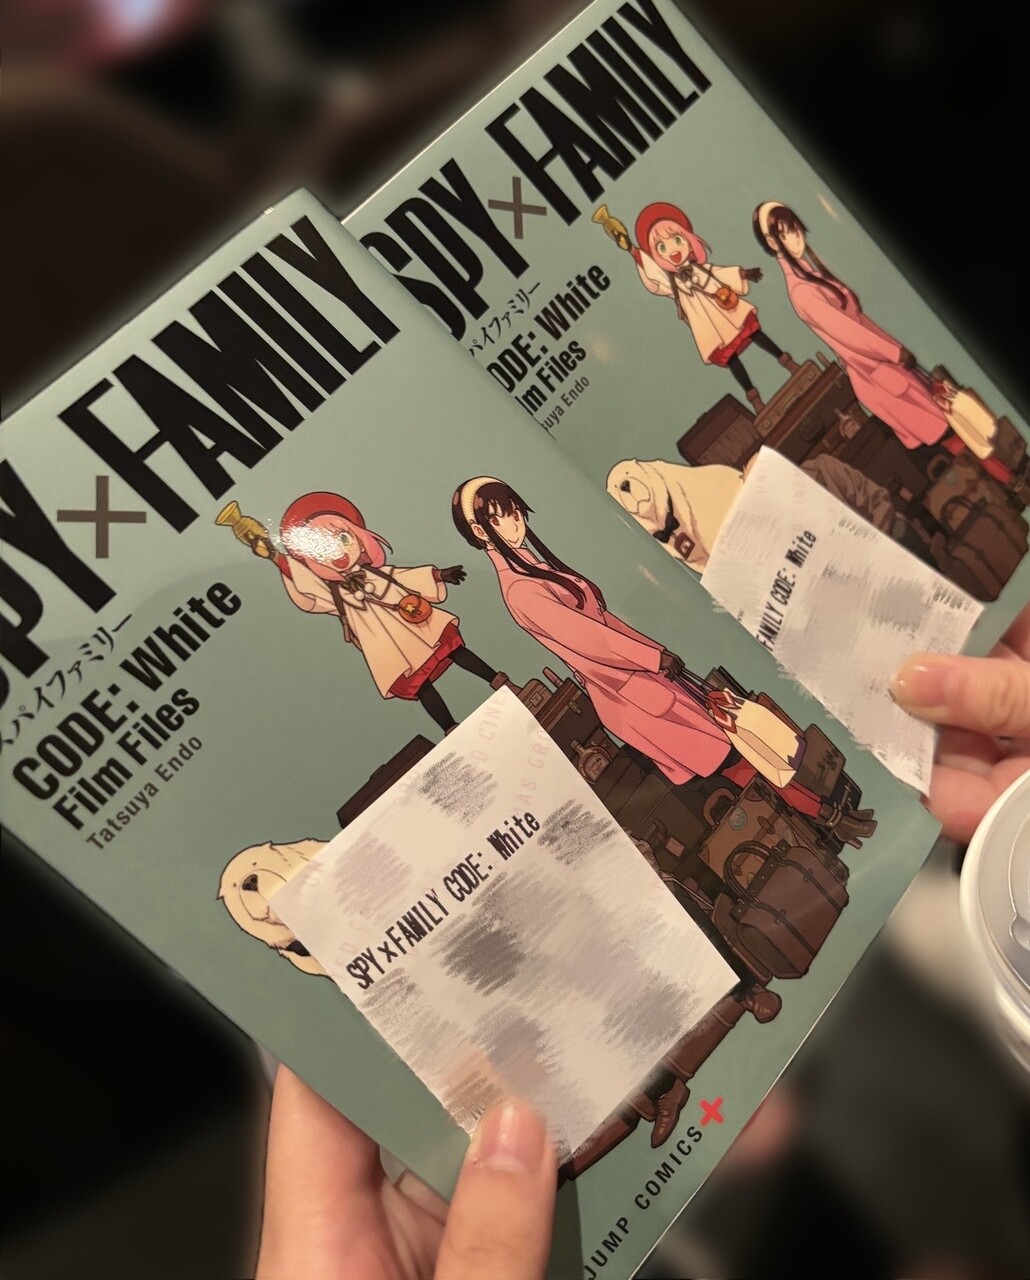 SPY×FAMILY
スパイファミリー
CODE: White
Film Files
Tatsuya Endo
SPY×FAMILY CODE: White
JUMP COMICS+
SPY×FAMILY
パイファミリー
ODE: White
lm Files
suya Endo
FAMILY CODE: White